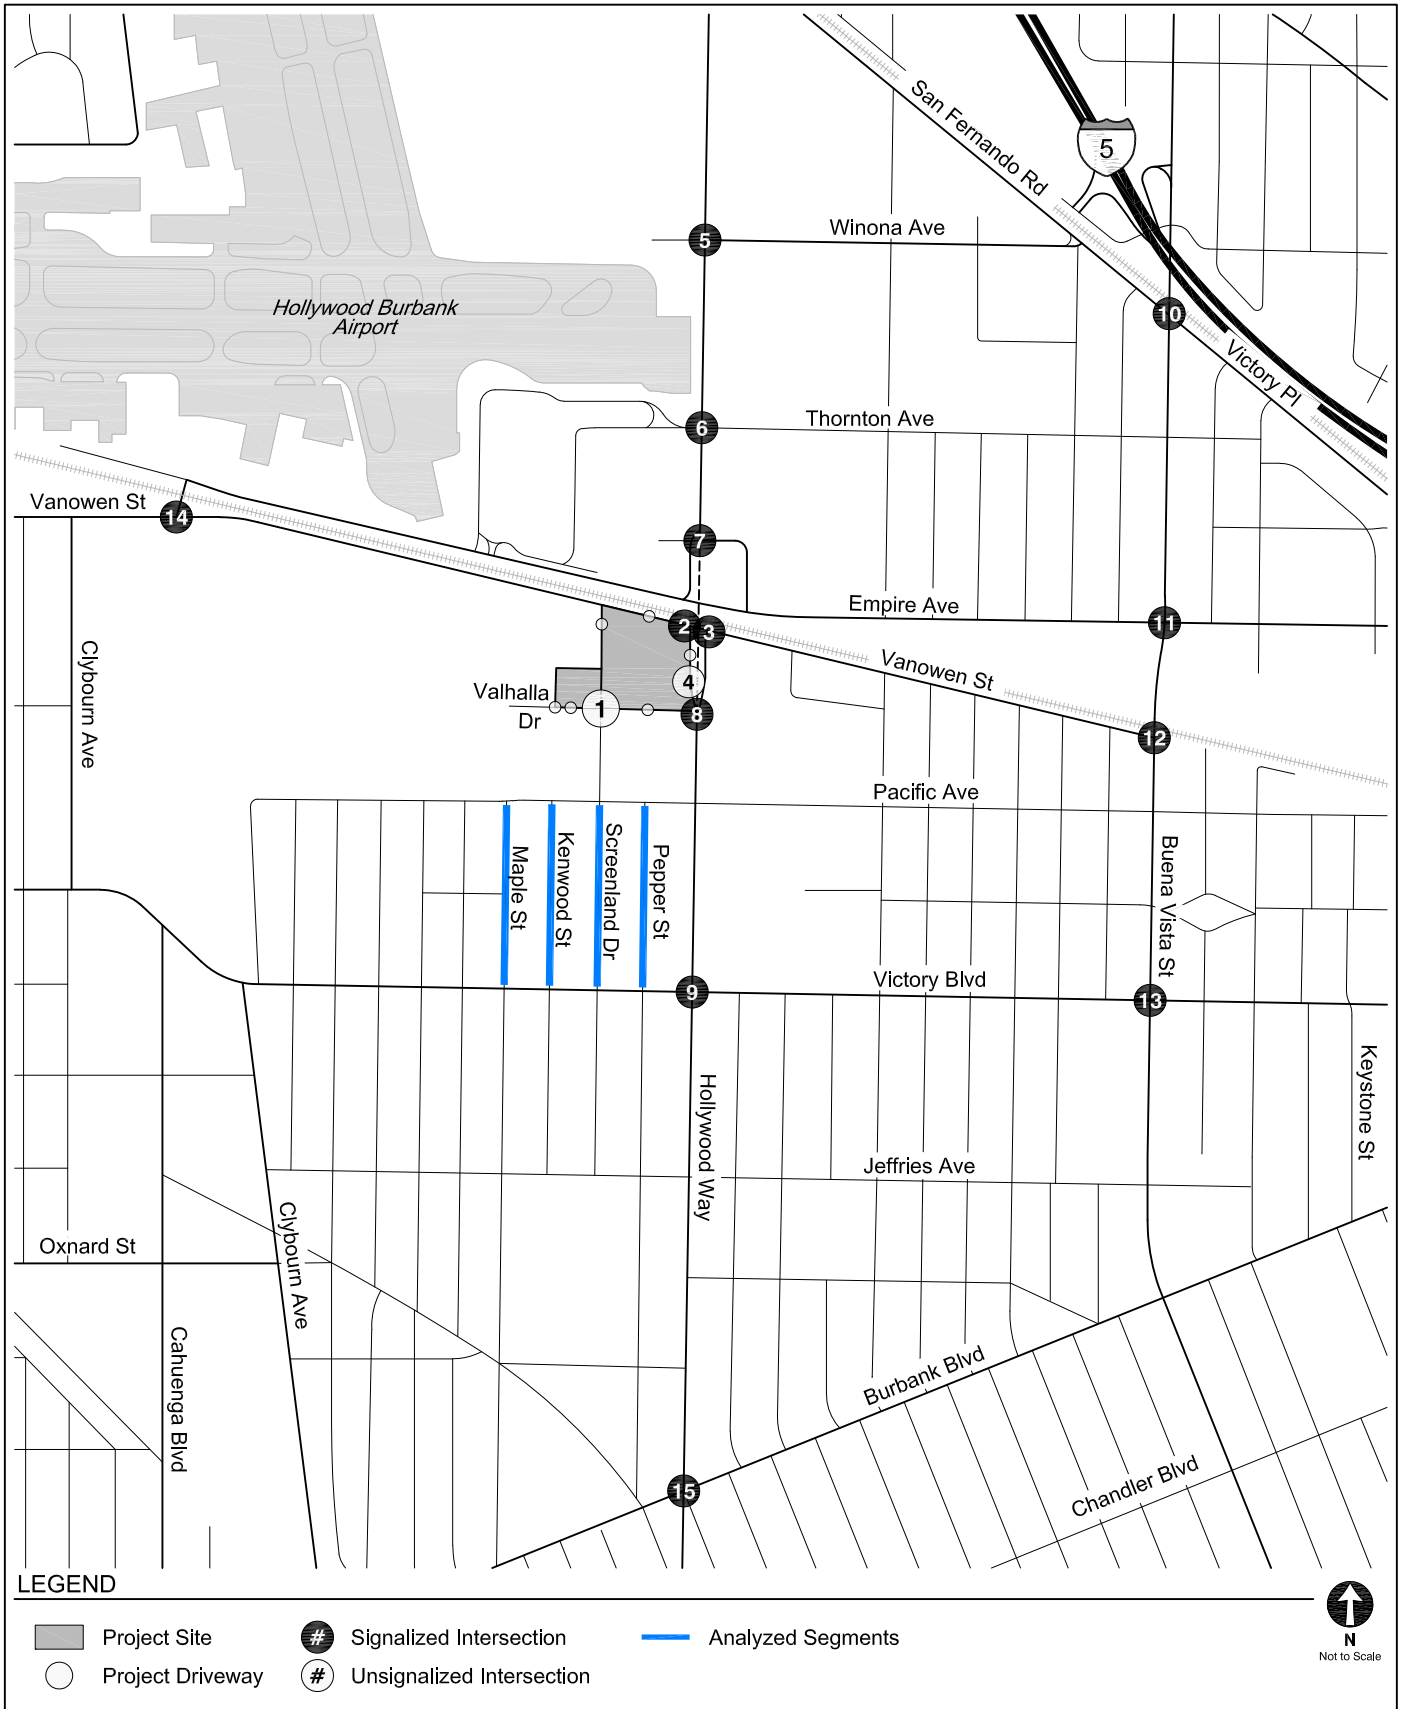 San Fernando Rd
5
Winona Ave
5
Hollywood Burbank
Airport
10
Victory Pl
Thornton Ave
6
Vanowen St
14
7
Empire Ave
11
2
3
Vanowen St
Clybourn Ave
4
Valhalla
Dr
1
8
12
Pacific Ave
Maple St
Kenwood St
Screenland Dr
Pepper St
Buena Vista St
Victory Blvd
9
13
Keystone St
Hollywood Way
Jeffries Ave
Oxnard St
Clybourn Ave
Cahuenga Blvd
Burbank Blvd
Chandler Blvd
15
LEGEND
Project Site
# Signalized Intersection
Analyzed Segments
Project Driveway
# Unsignalized Intersection
N
Not to Scale